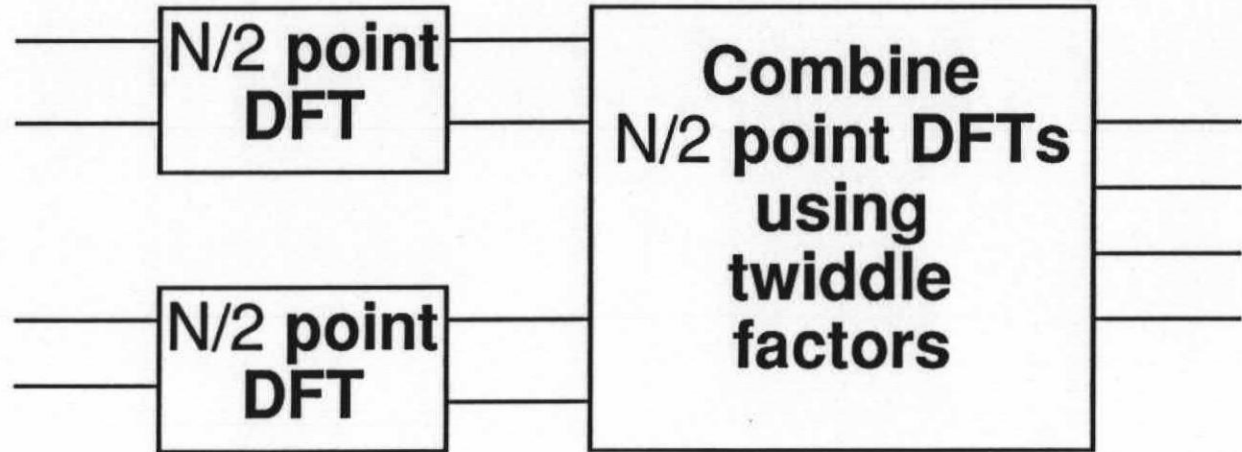 N/2 point
DFT
N/2 point
DFT
Combine
N/2 point DFTs
using
twiddle
factors